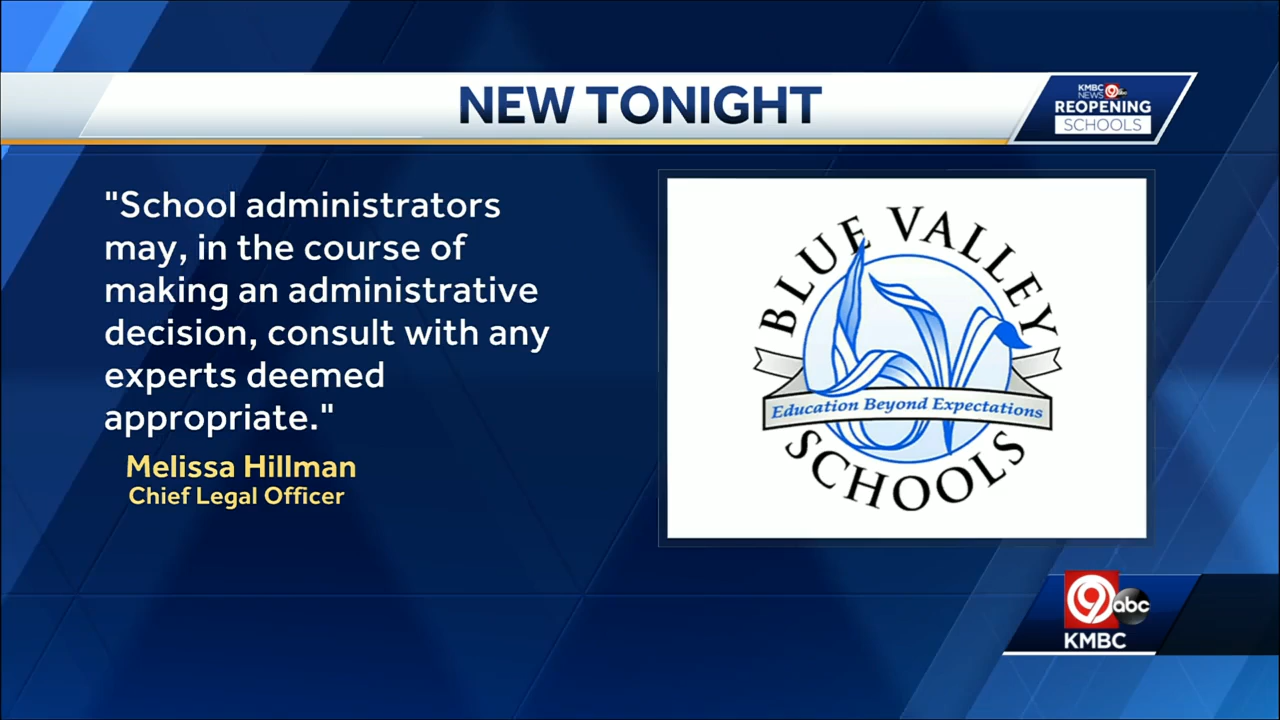 NEW TONIGHT
KMBC
NEWS 9 abc
REOPENING
SCHOOLS
"School administrators
may, in the course of
making an administrative
decision, consult with any
experts deemed
appropriate."
Melissa Hillman
Chief Legal Officer
BLUE VALLEY
Education Beyond Expectations
SCHOOLS
9 abc
KMBC